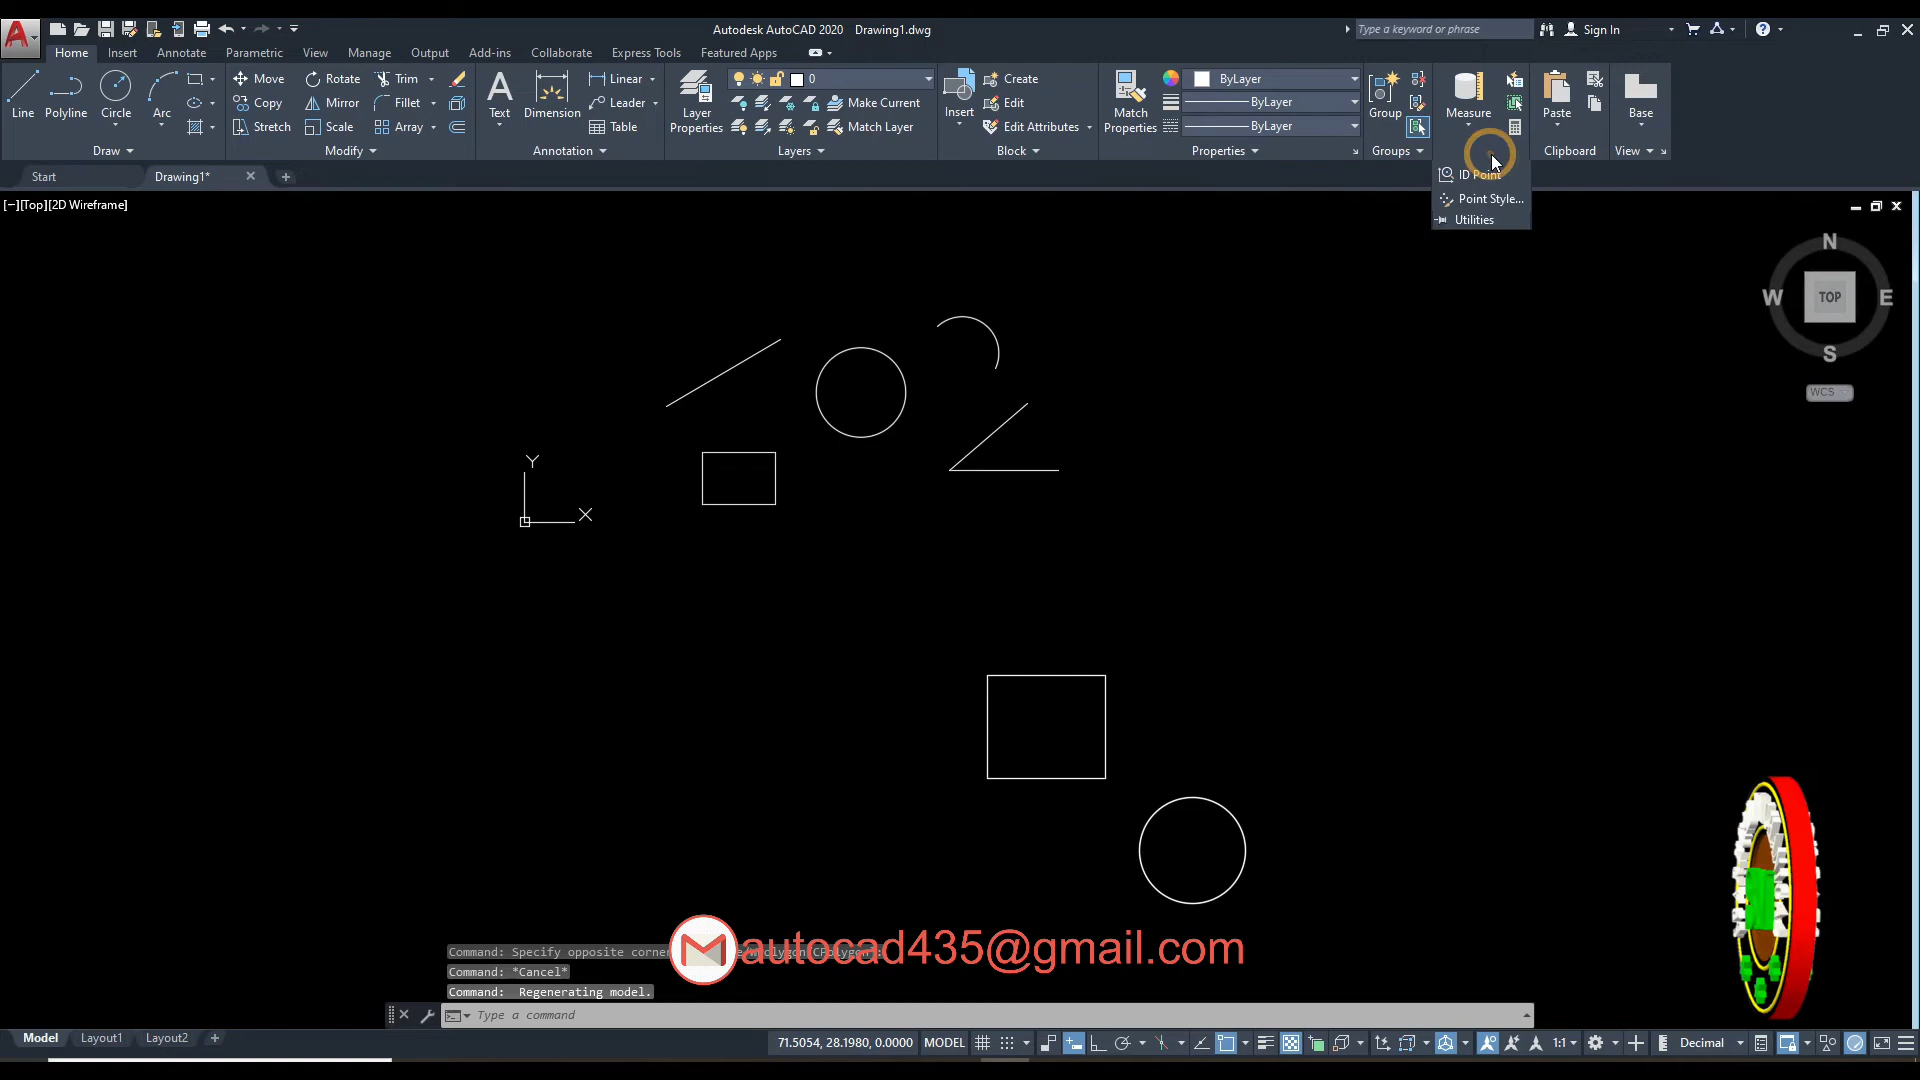 Autodesk AutoCAD 2020 Drawing1.dwg
Type a keyword or phrase
Sign In
Home Insert Annotate Parametric View Manage Output Add-ins Collaborate Express Tools Featured Apps
Line
Polyline
Circle
Arc
Draw
Move
Copy
Stretch
Rotate
Mirror
Scale
Trim
Fillet
Array
Modify
Text
Dimension
Linear
Leader
Table
Annotation
Layer
Properties
0
Make Current
Match Layer
Layers
Insert
Create
Edit
Edit Attributes
Block
Match
Properties
ByLayer
ByLayer
ByLayer
Properties
Group
Groups
Measure
Paste
Clipboard
Base
View
ID Point
Point Style...
Utilities
Start
Drawing1*
[−][Top][2D Wireframe]
N
W
TOP
E
S
WCS
Y
X
Command: Specify opposite corner
Command: *Cancel*
Command: Regenerating model.
autocad435@gmail.com
Type a command
Model Layout1 Layout2
71.5054, 28.1980, 0.0000 MODEL
1:1
Decimal